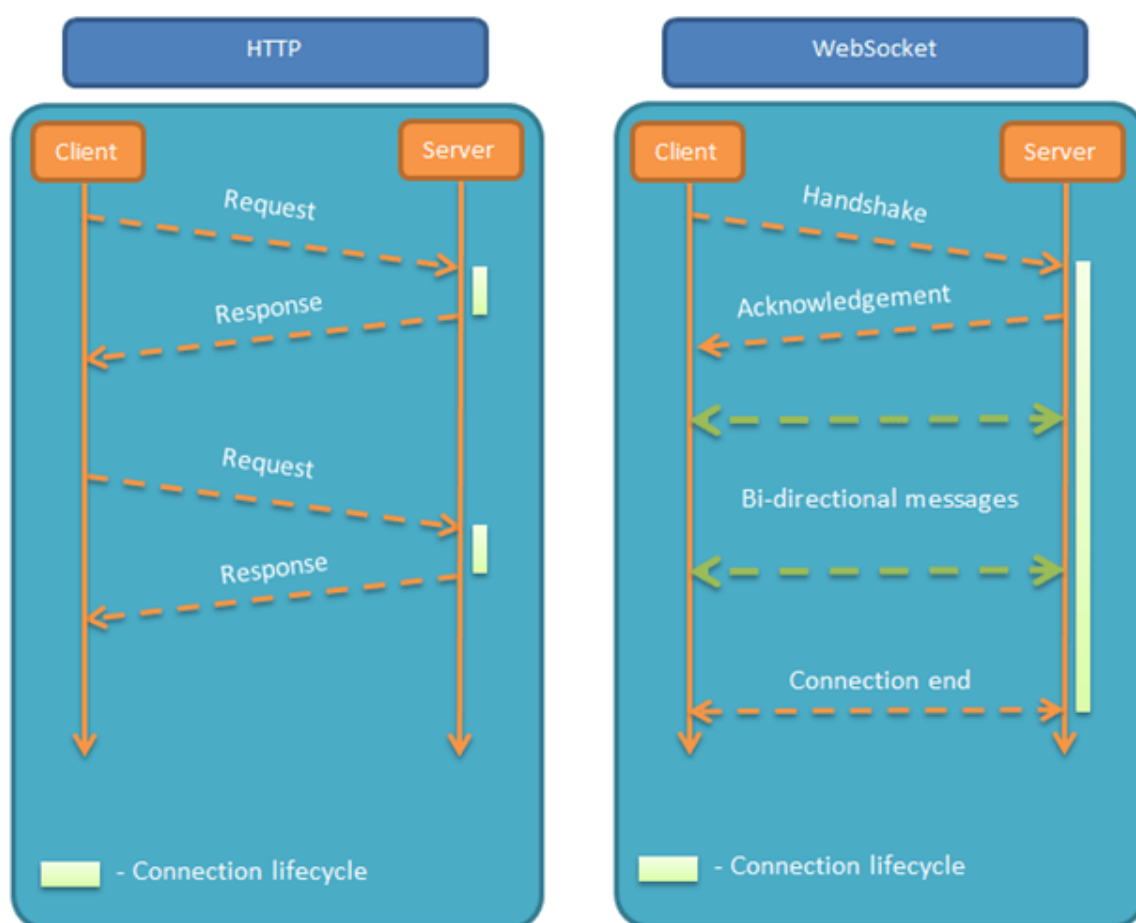 HTTP
Client
Server
Request
Response
Request
Response
- Connection lifecycle
WebSocket
Client
Server
Handshake
Acknowledgement
Bi-directional messages
Connection end
- Connection lifecycle